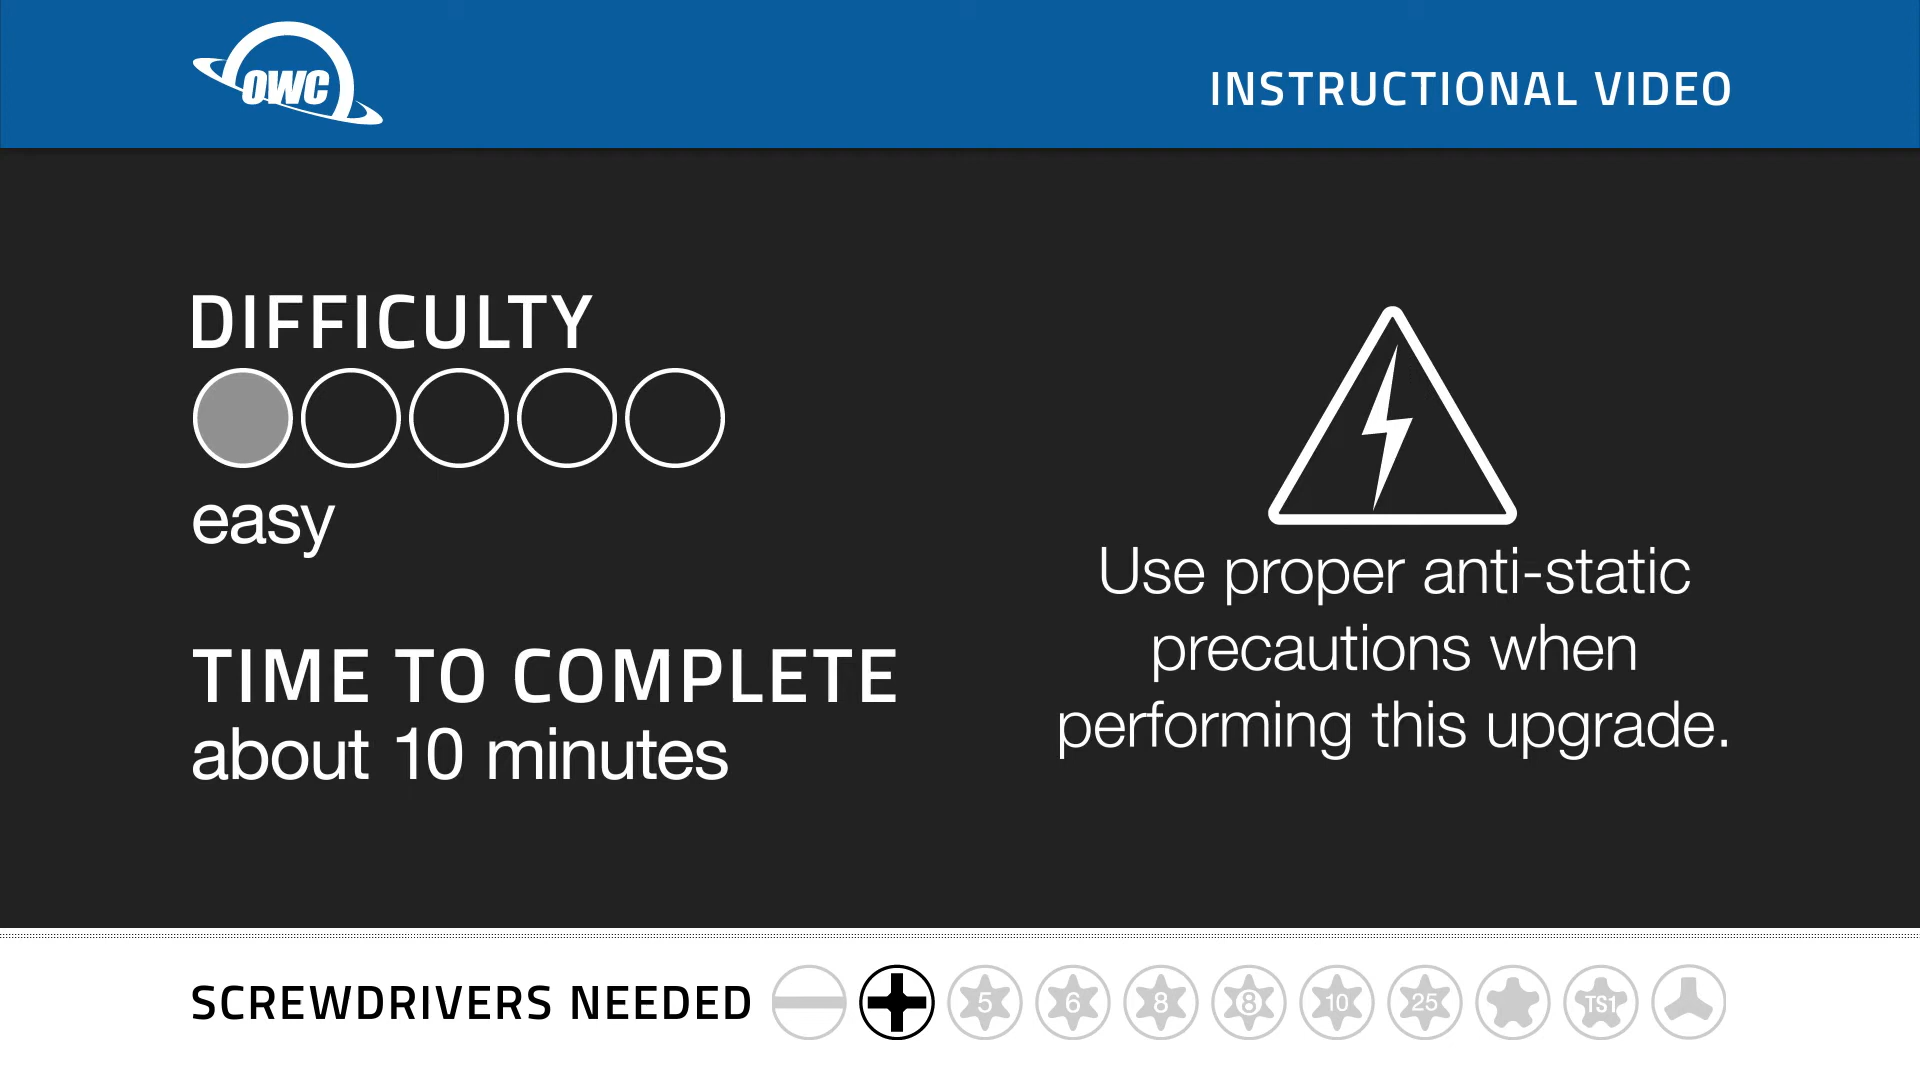 OWC
INSTRUCTIONAL VIDEO
DIFFICULTY
easy
TIME TO COMPLETE
about 10 minutes
Use proper anti-static
precautions when
performing this upgrade.
SCREWDRIVERS NEEDED 5 6 8 8 10 25 TS1